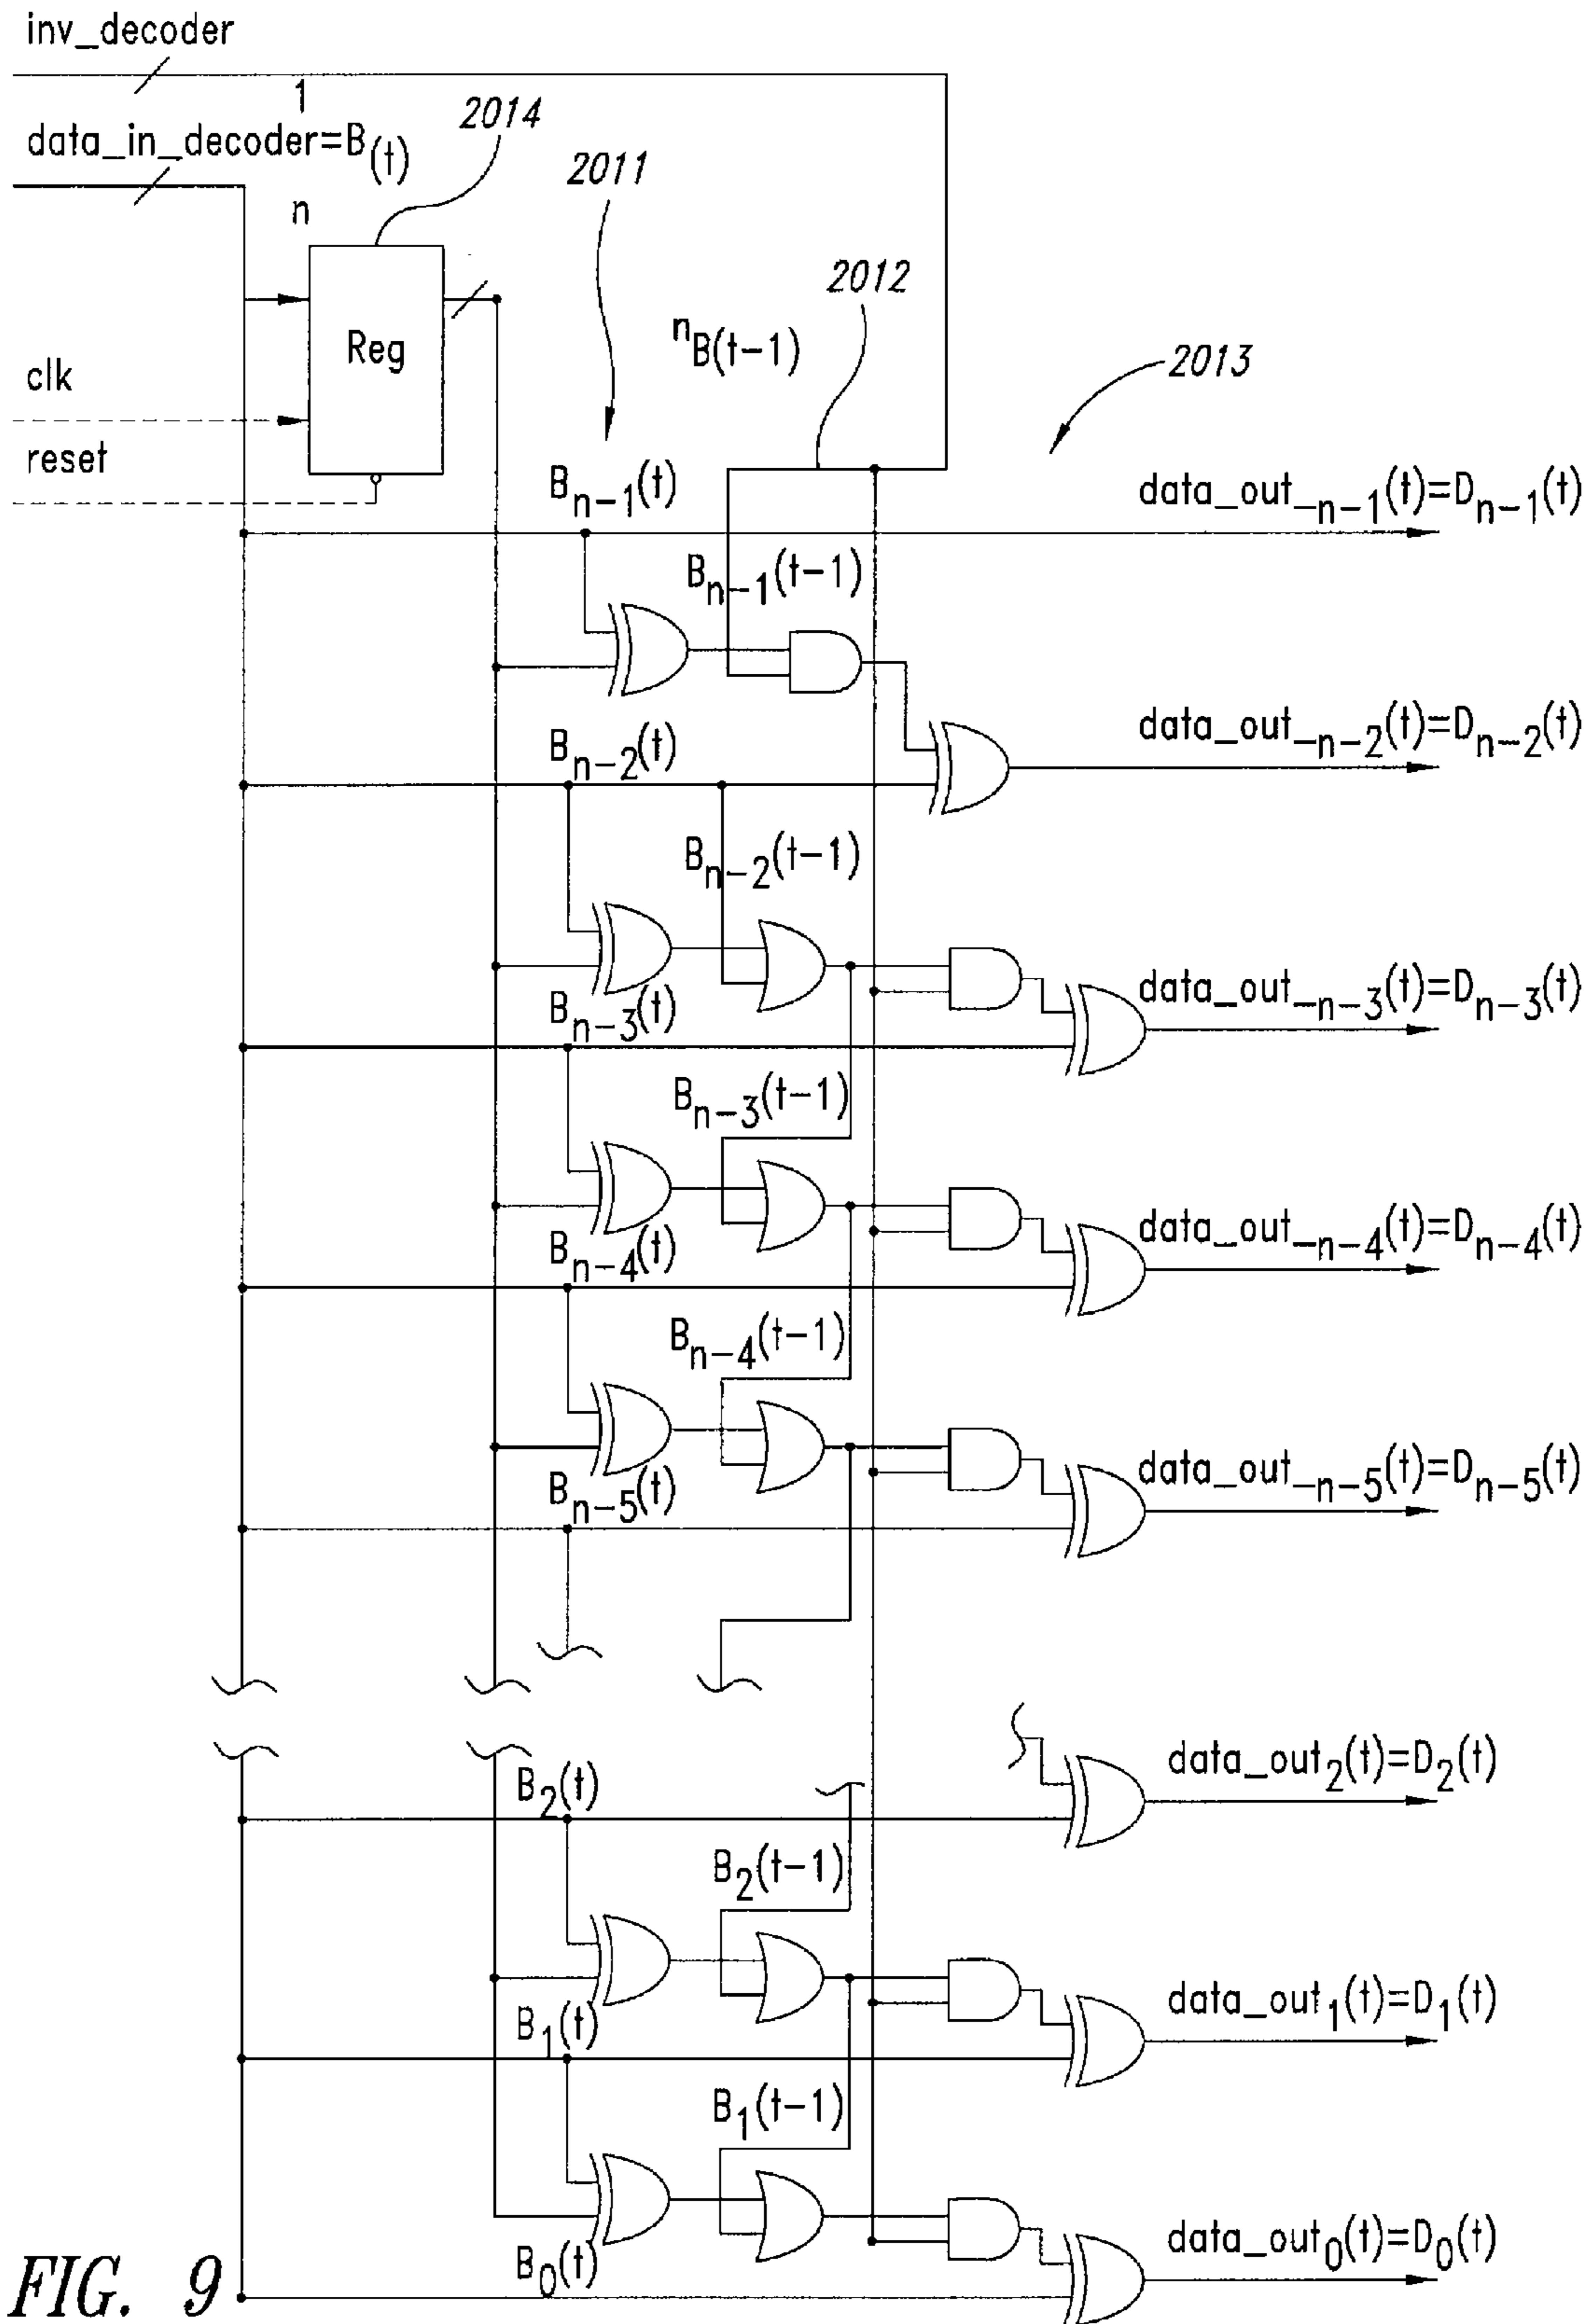 inv_decoder
1
data_in_decoder=B(t)
2014
2011
n
2012
nB(t-1)
Reg
2013
clk
reset
Bn-1(t)
data_out_n-1(t)=Dn-1(t)
Bn-1(t-1)
data_out_n-2(t)=Dn-2(t)
Bn-2(t)
Bn-2(t-1)
data_out_n-3(t)=Dn-3(t)
Bn-3(t)
Bn-3(t-1)
data_out_n-4(t)=Dn-4(t)
Bn-4(t)
Bn-4(t-1)
data_out_n-5(t)=Dn-5(t)
Bn-5(t)
data_out2(t)=D2(t)
B2(t)
B2(t-1)
data_out1(t)=D1(t)
B1(t)
B1(t-1)
data_out0(t)=D0(t)
B0(t)
FIG. 9